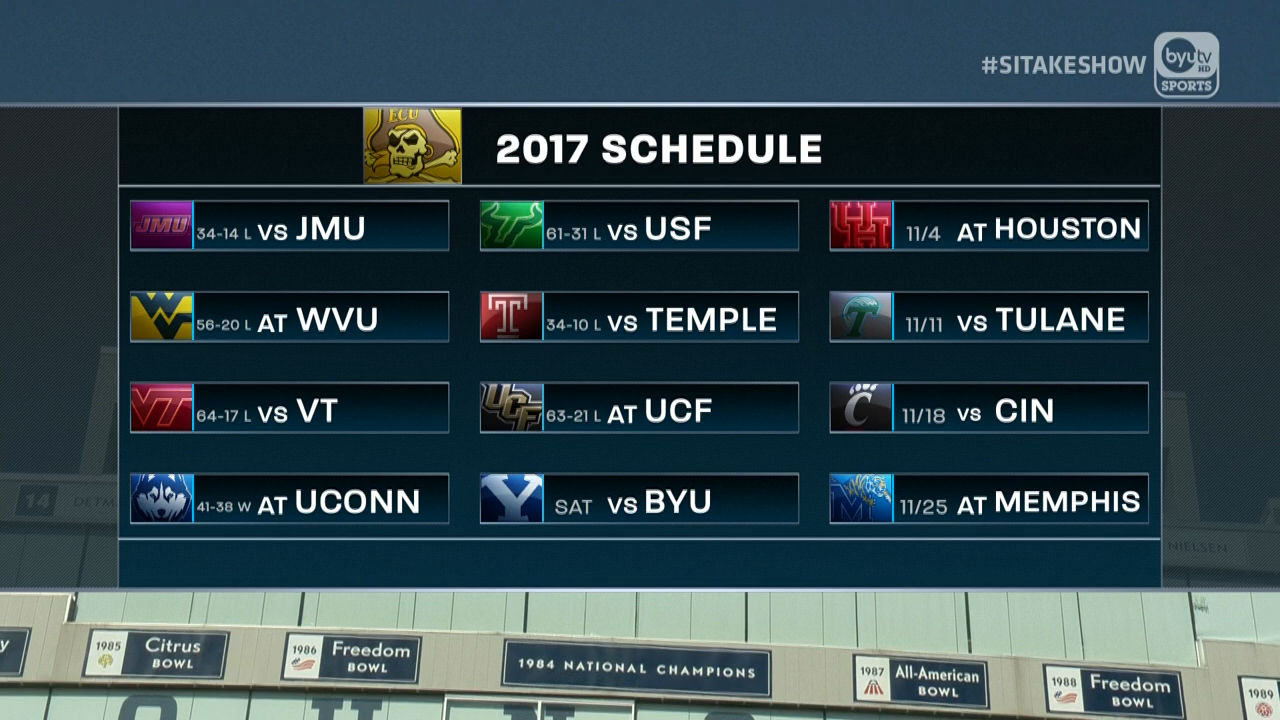 #SITAKESHOW
byutv
HD
SPORTS
ECU
2017 SCHEDULE
JMU
34-14 L VS JMU
56-20 L AT WVU
VT
64-17 L VS VT
41-38 W AT UCONN
61-31 L VS USF
T
34-10 L VS TEMPLE
UCF
63-21 L AT UCF
Y
SAT VS BYU
UH
11/4 AT HOUSTON
T
11/11 VS TULANE
C
11/18 VS CIN
M
11/25 AT MEMPHIS
14
NIELSEN
1985 Citrus
BOWL
1986 Freedom
BOWL
1984 NATIONAL CHAMPIONS
1987 All-American
BOWL
1988 Freedom
BOWL
1989